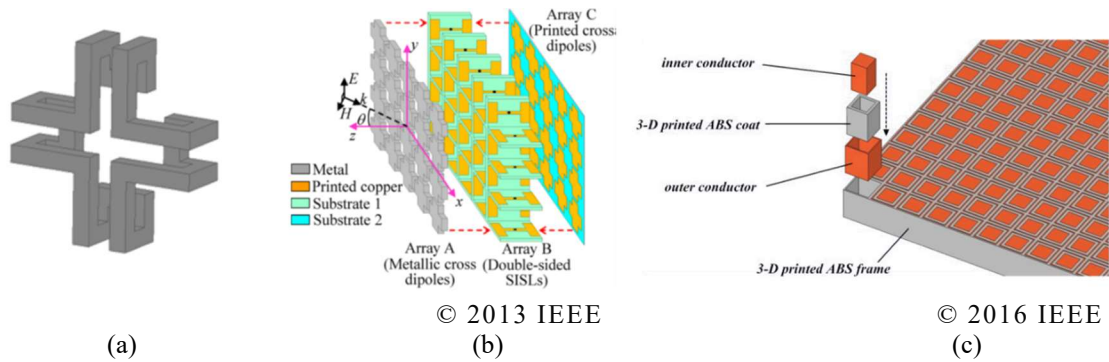 Array C
(Printed cross
dipoles)
y
E
k
H
θ
z
x
Metal
Printed copper
Substrate 1
Substrate 2
Array A
(Metallic cross
dipoles)
Array B
(Double-sided
SISLs)
inner conductor
3-D printed ABS coat
outer conductor
3-D printed ABS frame
© 2013 IEEE
© 2016 IEEE
(a)
(b)
(c)